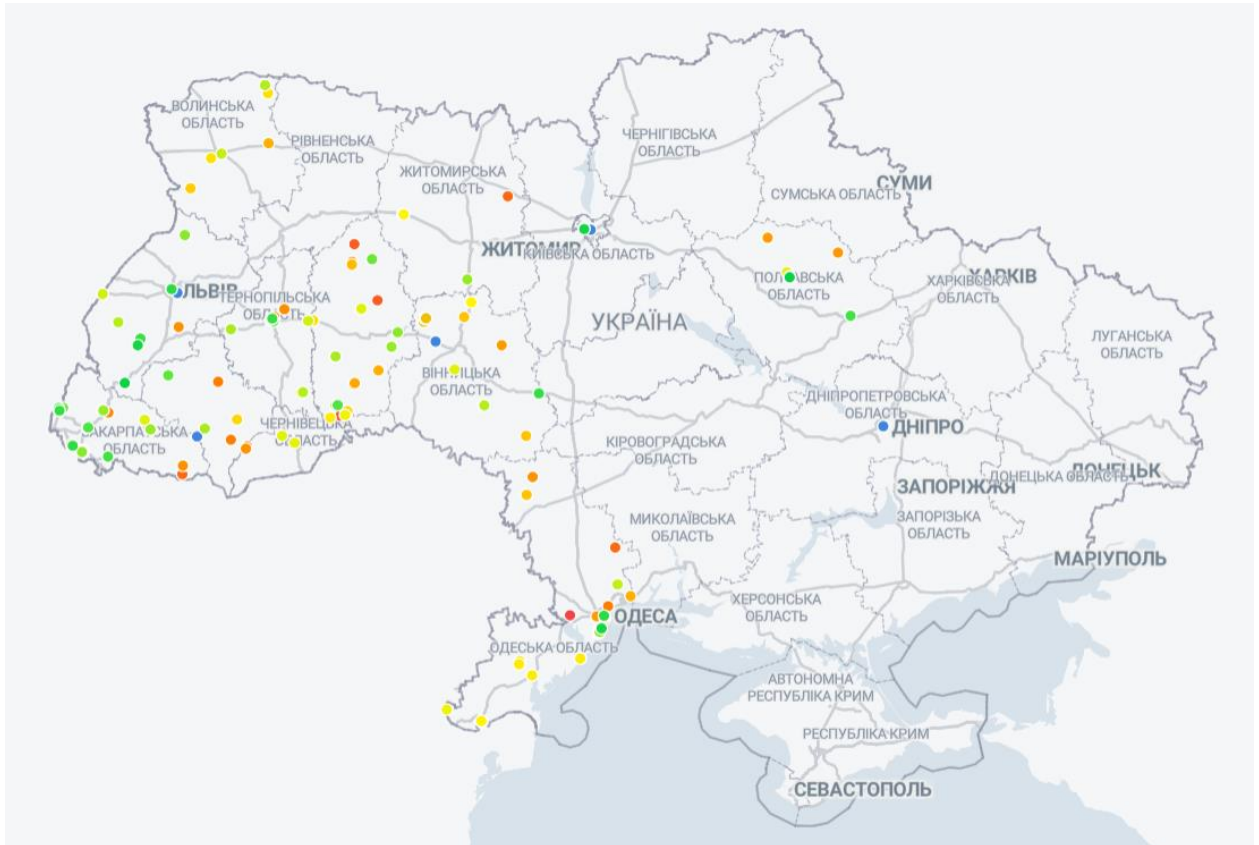 ВОЛИНСЬКА
ОБЛАСТЬ
РІВНЕНСЬКА
ОБЛАСТЬ
ЖИТОМИРСЬКА
ОБЛАСТЬ
ЧЕРНІГІВСЬКА
ОБЛАСТЬ
СУМСЬКА ОБЛАСТЬ
СУМИ
ЖИТОМИР
КИЇВСЬКА ОБЛАСТЬ
ЛЬВІВ
ТЕРНОПІЛЬСЬКА
ОБЛАСТЬ
ПОЛТАВСЬКА
ОБЛАСТЬ
ХАРКІВ
ХАРКІВСЬКА
ОБЛАСТЬ
УКРАЇНА
ЛУГАНСЬКА
ОБЛАСТЬ
ВІННИЦЬКА
ОБЛАСТЬ
ДНІПРОПЕТРОВСЬКА
ОБЛАСТЬ
ДНІПРО
ЗАКАРПАТСЬКА
ОБЛАСТЬ
ЧЕРНІВЕЦЬКА
ОБЛАСТЬ
КІРОВОГРАДСЬКА
ОБЛАСТЬ
ДОНЕЦЬК
ДОНЕЦЬКА ОБЛАСТЬ
ЗАПОРІЖЖЯ
ЗАПОРІЗЬКА
ОБЛАСТЬ
МИКОЛАЇВСЬКА
ОБЛАСТЬ
МАРІУПОЛЬ
ХЕРСОНСЬКА
ОБЛАСТЬ
ОДЕСА
ОДЕСЬКА ОБЛАСТЬ
АВТОНОМНА
РЕСПУБЛІКА КРИМ
РЕСПУБЛІКА КРИМ
СЕВАСТОПОЛЬ